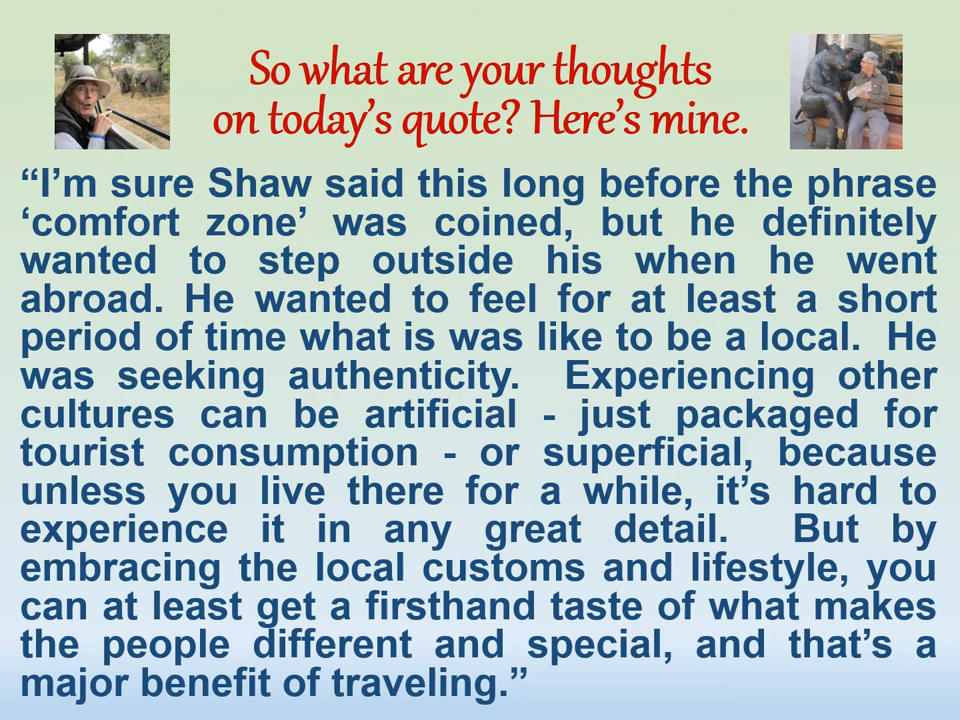 So what are your thoughts
on today’s quote? Here’s mine.
“I’m sure Shaw said this long before the phrase
‘comfort zone’ was coined, but he definitely
wanted to step outside his when he went
abroad. He wanted to feel for at least a short
period of time what is was like to be a local.  He
was seeking authenticity.  Experiencing other
cultures can be artificial - just packaged for
tourist consumption - or superficial, because
unless you live there for a while, it’s hard to
experience it in any great detail.  But by
embracing the local customs and lifestyle, you
can at least get a firsthand taste of what makes
the people different and special, and that’s a
major benefit of traveling.”